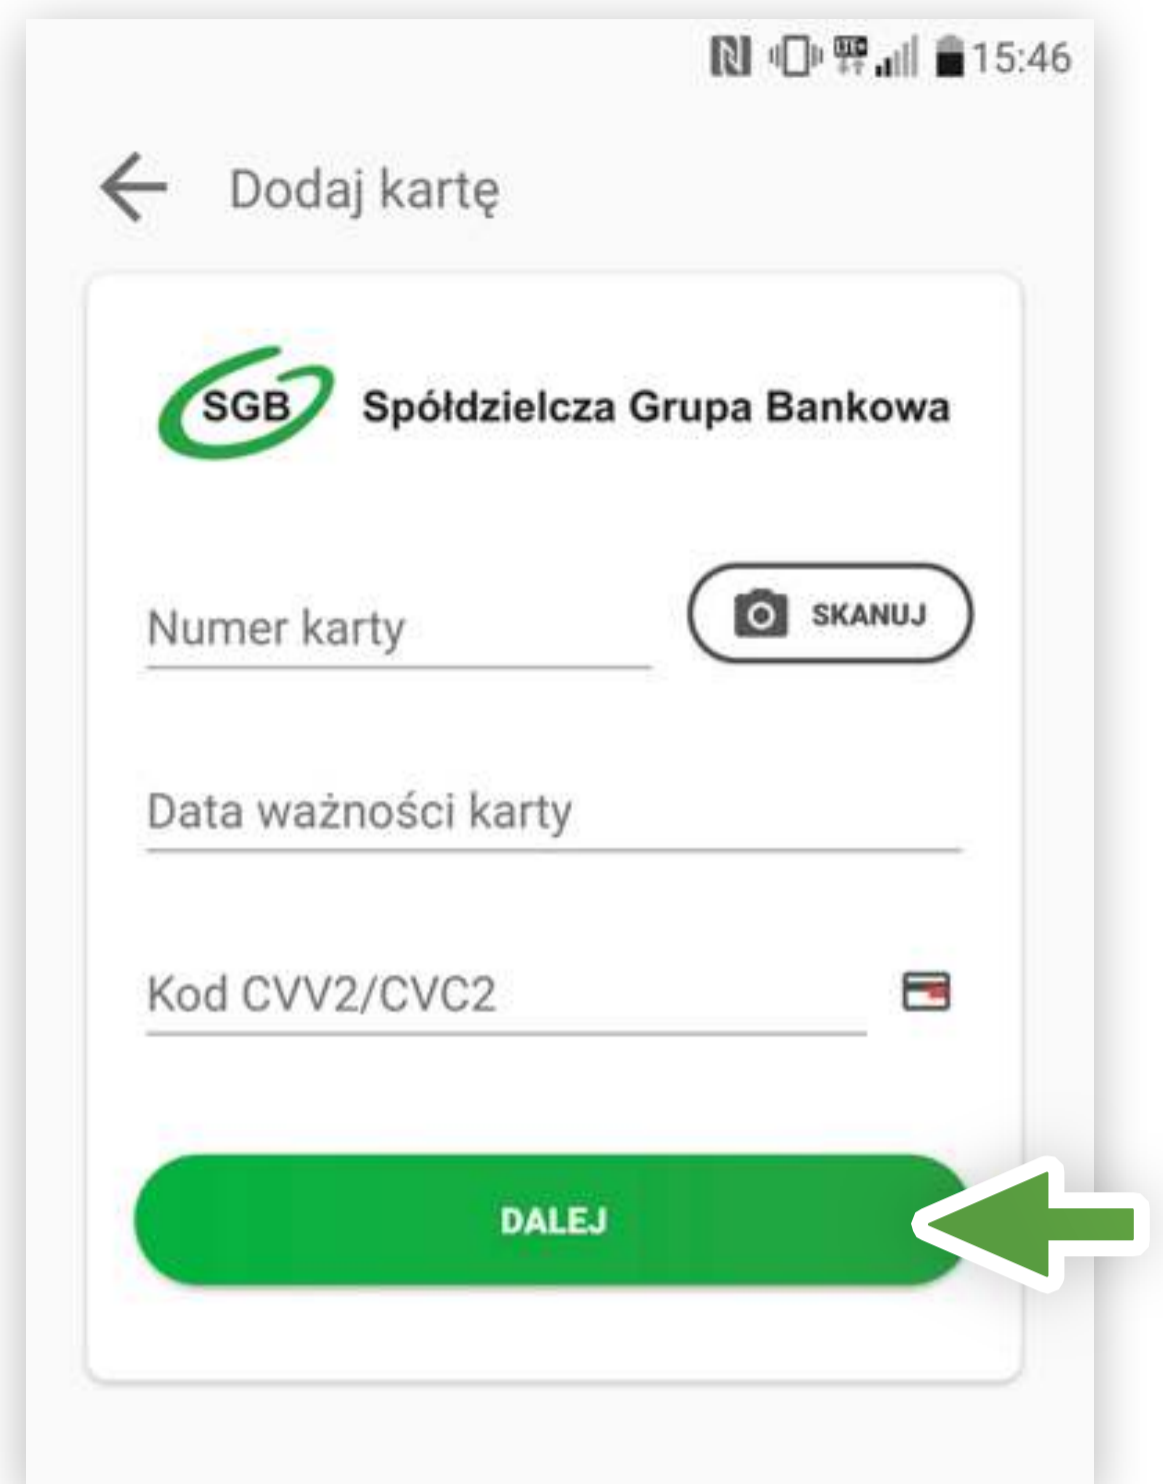 15:46
Dodaj kartę
SGB Spółdzielcza Grupa Bankowa
Numer karty
SKANUJ
Data ważności karty
Kod CVV2/CVC2
DALEJ